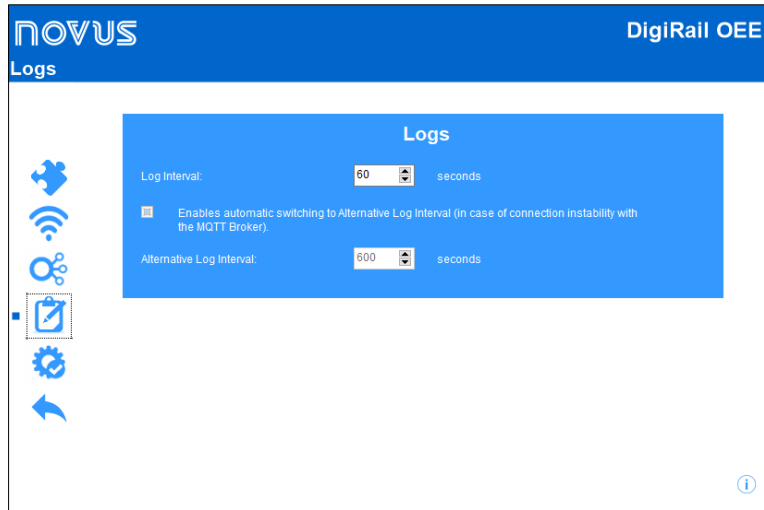 novus
DigiRail OEE
Logs
Logs
Log Interval:
60
seconds
Enables automatic switching to Alternative Log Interval (in case of connection instability with
the MQTT Broker).
Alternative Log Interval:
600
seconds